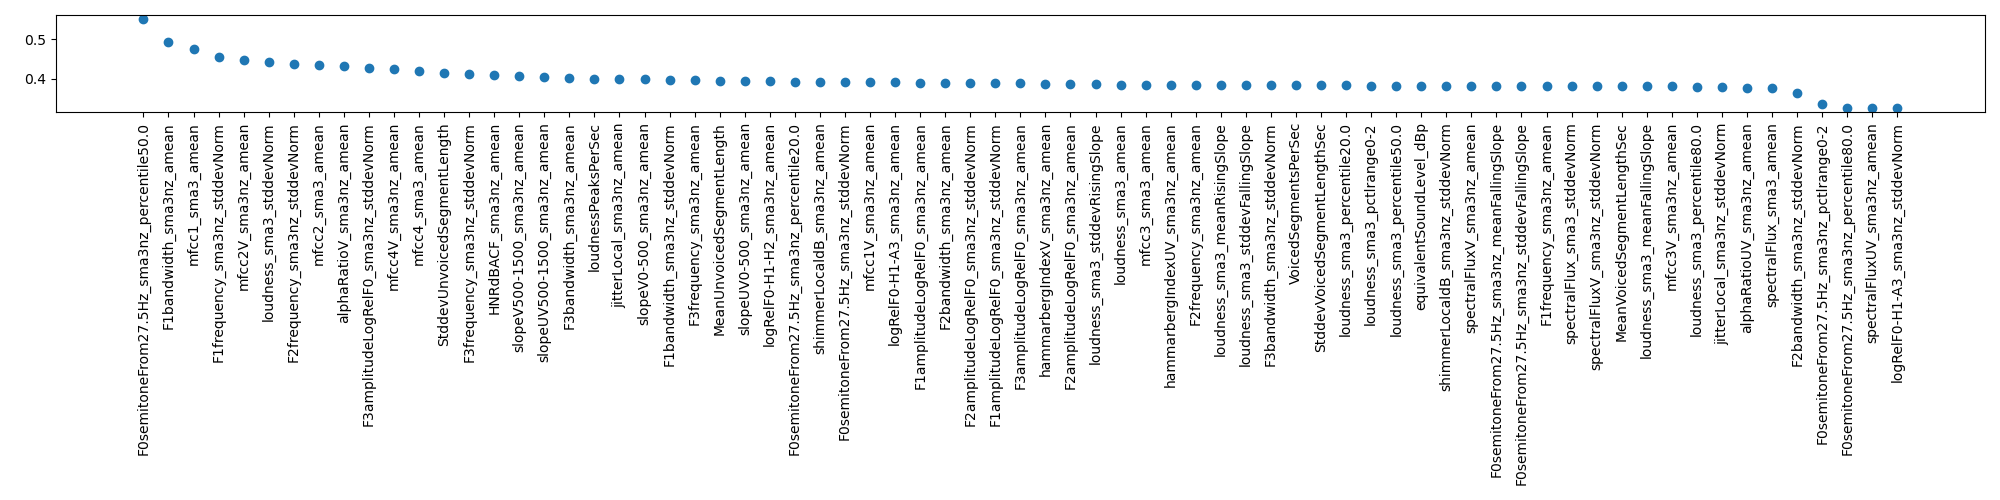 0.5
0.4
F0semitoneFrom27.5Hz_sma3nz_percentile50.0
F1bandwidth_sma3nz_amean
mfcc1_sma3_amean
F1frequency_sma3nz_stddevNorm
mfcc2V_sma3nz_amean
loudness_sma3_stddevNorm
F2frequency_sma3nz_stddevNorm
mfcc2_sma3_amean
alphaRatioV_sma3nz_amean
F3amplitudeLogRelF0_sma3nz_stddevNorm
mfcc4V_sma3nz_amean
mfcc4_sma3_amean
StddevUnvoicedSegmentLength
F3frequency_sma3nz_stddevNorm
HNRdBACF_sma3nz_amean
slopeV500-1500_sma3nz_amean
slopeUV500-1500_sma3nz_amean
F3bandwidth_sma3nz_amean
loudnessPeaksPerSec
jitterLocal_sma3nz_amean
slopeV0-500_sma3nz_amean
F1bandwidth_sma3nz_stddevNorm
F3frequency_sma3nz_amean
MeanUnvoicedSegmentLength
slopeUV0-500_sma3nz_amean
logRelF0-H1-H2_sma3nz_amean
F0semitoneFrom27.5Hz_sma3nz_percentile20.0
shimmerLocaldB_sma3nz_amean
F0semitoneFrom27.5Hz_sma3nz_stddevNorm
mfcc1V_sma3nz_amean
logRelF0-H1-A3_sma3nz_amean
F1amplitudeLogRelF0_sma3nz_amean
F2bandwidth_sma3nz_amean
F2amplitudeLogRelF0_sma3nz_stddevNorm
F1amplitudeLogRelF0_sma3nz_stddevNorm
F3amplitudeLogRelF0_sma3nz_amean
hammarbergIndexV_sma3nz_amean
F2amplitudeLogRelF0_sma3nz_amean
loudness_sma3_stddevRisingSlope
loudness_sma3_amean
mfcc3_sma3_amean
hammarbergIndexUV_sma3nz_amean
F2frequency_sma3nz_amean
loudness_sma3_meanRisingSlope
loudness_sma3_stddevFallingSlope
F3bandwidth_sma3nz_stddevNorm
VoicedSegmentsPerSec
StddevVoicedSegmentLengthSec
loudness_sma3_percentile20.0
loudness_sma3_pctlrange0-2
loudness_sma3_percentile50.0
equivalentSoundLevel_dBp
shimmerLocaldB_sma3nz_stddevNorm
spectralFluxV_sma3nz_amean
F0semitoneFrom27.5Hz_sma3nz_meanFallingSlope
F0semitoneFrom27.5Hz_sma3nz_stddevFallingSlope
F1frequency_sma3nz_amean
spectralFlux_sma3_stddevNorm
spectralFluxV_sma3nz_stddevNorm
MeanVoicedSegmentLengthSec
loudness_sma3_meanFallingSlope
mfcc3V_sma3nz_amean
loudness_sma3_percentile80.0
jitterLocal_sma3nz_stddevNorm
alphaRatioUV_sma3nz_amean
spectralFlux_sma3_amean
F2bandwidth_sma3nz_stddevNorm
F0semitoneFrom27.5Hz_sma3nz_pctlrange0-2
F0semitoneFrom27.5Hz_sma3nz_percentile80.0
spectralFluxUV_sma3nz_amean
logRelF0-H1-A3_sma3nz_stddevNorm